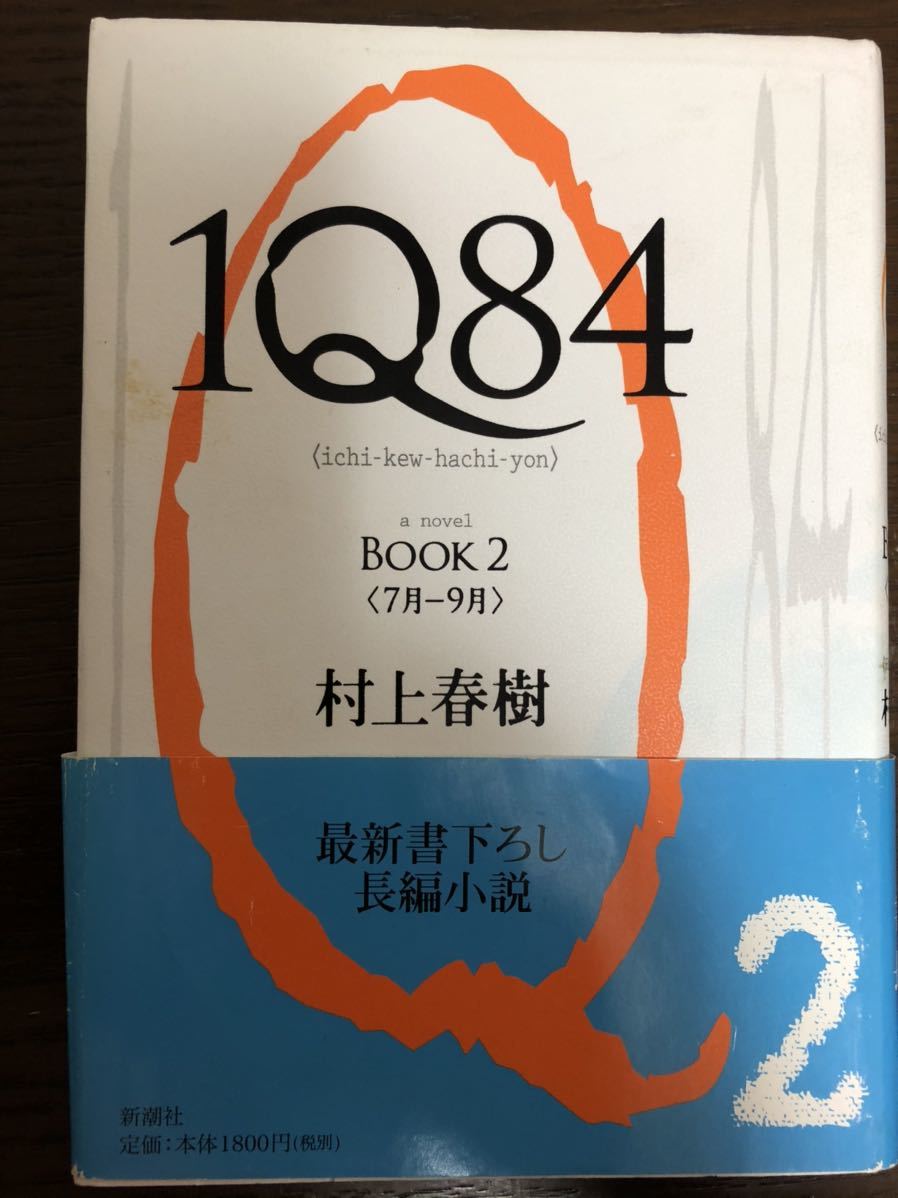 1Q84
〈ichi-kew-hachi-yon〉
a novel
BOOK 2
〈7月−9月〉
村上春樹
最新書下ろし
長編小説
2
新潮社
定価：本体1800円(税別)